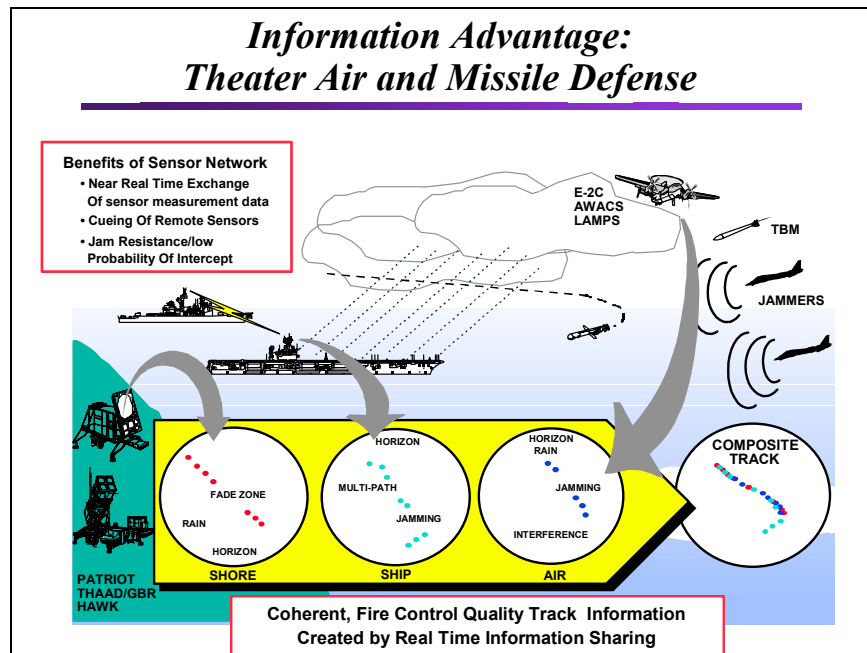 Information Advantage:
Theater Air and Missile Defense
Benefits of Sensor Network
• Near Real Time Exchange
Of sensor measurement data
• Cueing Of Remote Sensors
• Jam Resistance/low
Probability Of Intercept
E-2C
AWACS
LAMPS
TBM
JAMMERS
FADE ZONE
RAIN
HORIZON
SHORE
HORIZON
MULTI-PATH
JAMMING
SHIP
HORIZON
RAIN
JAMMING
INTERFERENCE
AIR
COMPOSITE
TRACK
PATRIOT
THAAD/GBR
HAWK
Coherent, Fire Control Quality Track Information
Created by Real Time Information Sharing